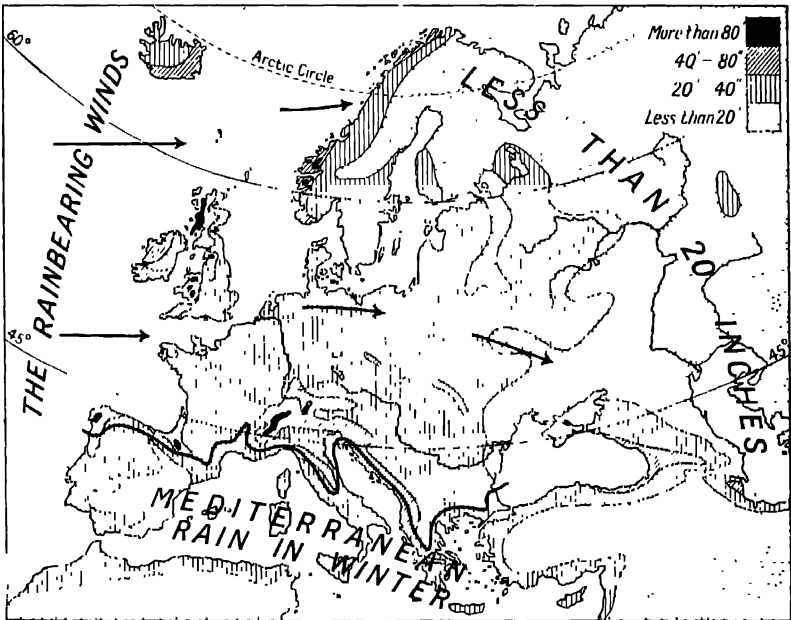 60°
Arctic Circle
More than 80"
40" – 80"
20" 40"
Less than 20"
THE RAINBEARING WINDS
LESS THAN 20 INCHES
45°
45°
MEDITERRANEAN
RAIN IN WINTER